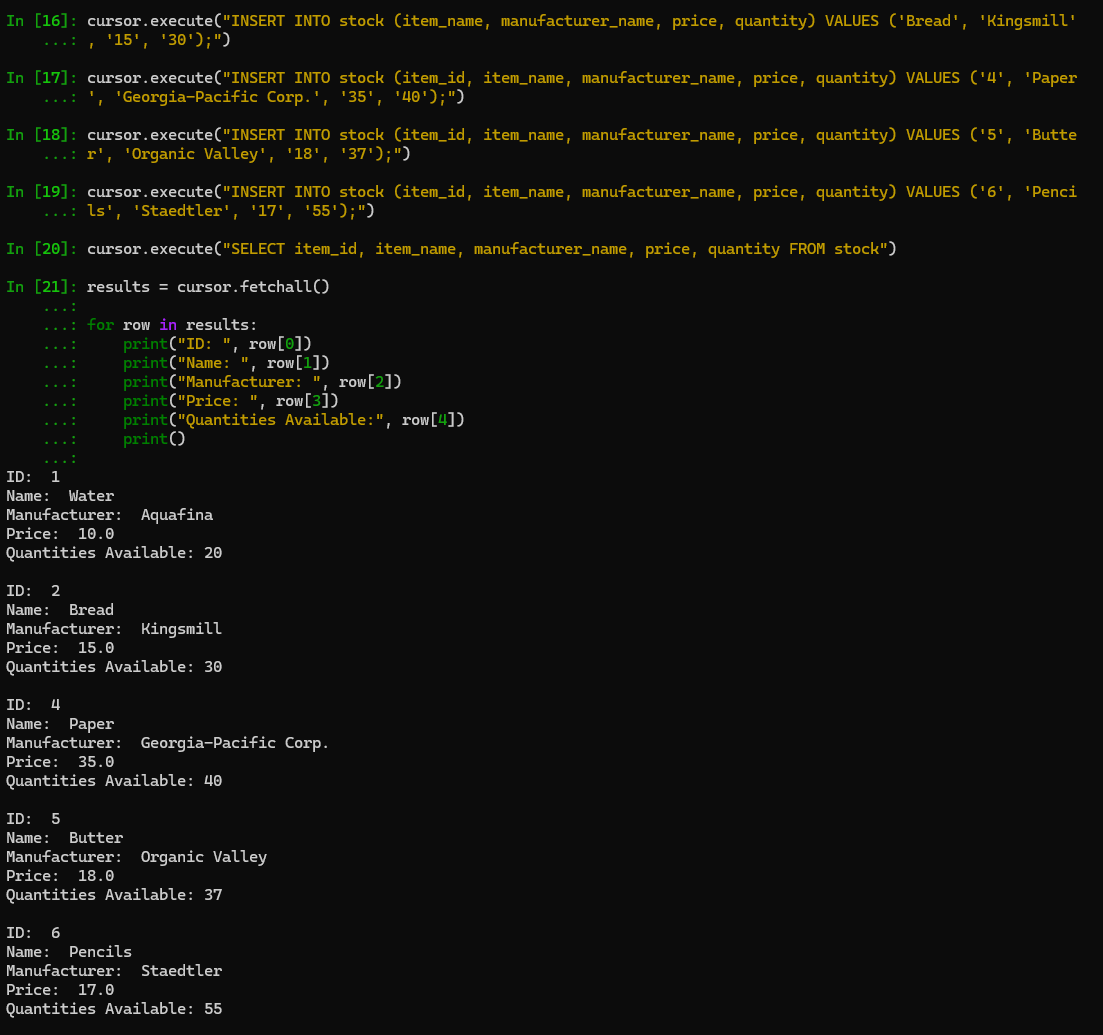 In [16]: cursor.execute("INSERT INTO stock (item_name, manufacturer_name, price, quantity) VALUES ('Bread', 'Kingsmill'
    ...: , '15', '30');")
In [17]: cursor.execute("INSERT INTO stock (item_id, item_name, manufacturer_name, price, quantity) VALUES ('4', 'Paper
    ...: ', 'Georgia-Pacific Corp.', '35', '40');")
In [18]: cursor.execute("INSERT INTO stock (item_id, item_name, manufacturer_name, price, quantity) VALUES ('5', 'Butte
    ...: r', 'Organic Valley', '18', '37');")
In [19]: cursor.execute("INSERT INTO stock (item_id, item_name, manufacturer_name, price, quantity) VALUES ('6', 'Penci
    ...: ls', 'Staedtler', '17', '55');")
In [20]: cursor.execute("SELECT item_id, item_name, manufacturer_name, price, quantity FROM stock")
In [21]: results = cursor.fetchall()
    ...:
    ...: for row in results:
    ...:     print("ID: ", row[0])
    ...:     print("Name: ", row[1])
    ...:     print("Manufacturer: ", row[2])
    ...:     print("Price: ", row[3])
    ...:     print("Quantities Available:", row[4])
    ...:     print()
    ...:
ID:  1
Name:  Water
Manufacturer:  Aquafina
Price:  10.0
Quantities Available: 20
ID:  2
Name:  Bread
Manufacturer:  Kingsmill
Price:  15.0
Quantities Available: 30
ID:  4
Name:  Paper
Manufacturer:  Georgia-Pacific Corp.
Price:  35.0
Quantities Available: 40
ID:  5
Name:  Butter
Manufacturer:  Organic Valley
Price:  18.0
Quantities Available: 37
ID:  6
Name:  Pencils
Manufacturer:  Staedtler
Price:  17.0
Quantities Available: 55